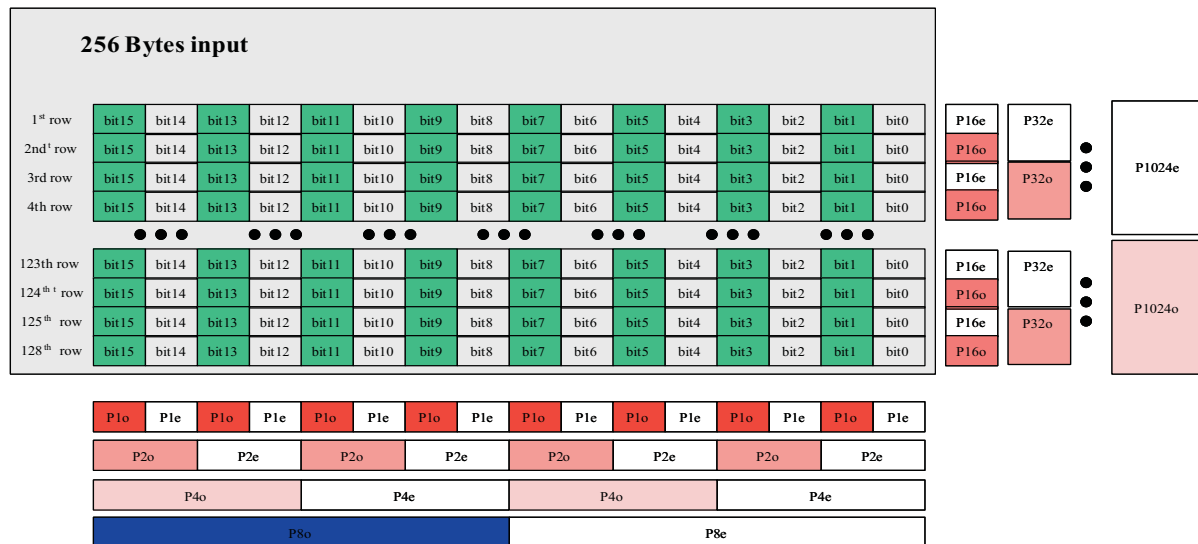 256 Bytes input
1st row bit15 bit14 bit13 bit12 bit11 bit10 bit9 bit8 bit7 bit6 bit5 bit4 bit3 bit2 bit1 bit0 P16e P32e
2nd t row bit15 bit14 bit13 bit12 bit11 bit10 bit9 bit8 bit7 bit6 bit5 bit4 bit3 bit2 bit1 bit0 P16o
P1024e
3rd row bit15 bit14 bit13 bit12 bit11 bit10 bit9 bit8 bit7 bit6 bit5 bit4 bit3 bit2 bit1 bit0 P16e P32o
4th row bit15 bit14 bit13 bit12 bit11 bit10 bit9 bit8 bit7 bit6 bit5 bit4 bit3 bit2 bit1 bit0 P16o
123th row bit15 bit14 bit13 bit12 bit11 bit10 bit9 bit8 bit7 bit6 bit5 bit4 bit3 bit2 bit1 bit0 P16e P32e
124th t row bit15 bit14 bit13 bit12 bit11 bit10 bit9 bit8 bit7 bit6 bit5 bit4 bit3 bit2 bit1 bit0 P16o
P1024o
125th row bit15 bit14 bit13 bit12 bit11 bit10 bit9 bit8 bit7 bit6 bit5 bit4 bit3 bit2 bit1 bit0 P16e P32o
128th row bit15 bit14 bit13 bit12 bit11 bit10 bit9 bit8 bit7 bit6 bit5 bit4 bit3 bit2 bit1 bit0 P16o
P1o P1e P1o P1e P1o P1e P1o P1e P1o P1e P1o P1e P1o P1e P1o P1e
P2o P2e P2o P2e P2o P2e P2o P2e
P4o P4e P4o P4e
P8o P8e